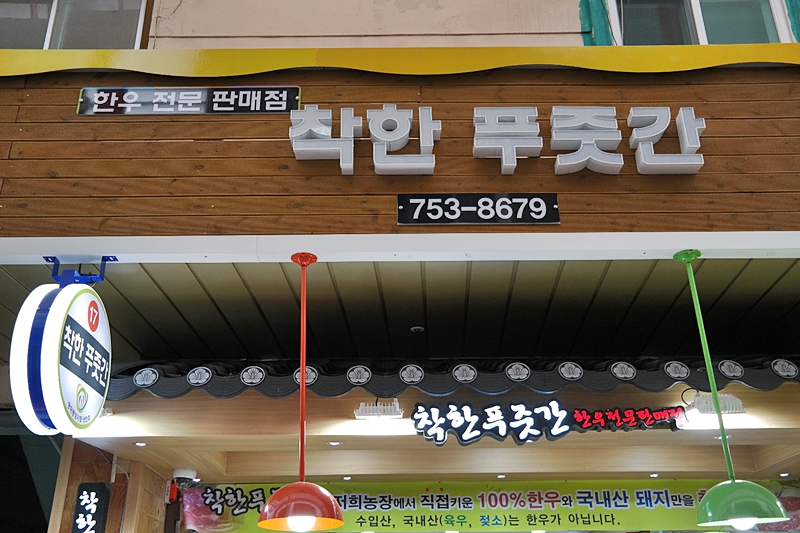 한우 전문 판매점
착한 푸줏간
753-8679
17
착한 푸줏간
착한푸줏간 한우전문판매점
착한
착한푸 저희농장에서 직접키운 100%한우와 국내산 돼지만을
수입산, 국내산(육우, 젖소)는 한우가 아닙니다.